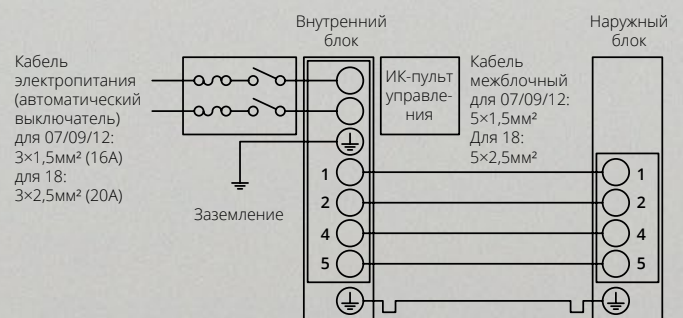 Внутренний
блок
Наружный
блок
Кабель
электропитания
(автоматический
выключатель)
для 07/09/12:
3×1,5мм² (16А)
для 18:
3×2,5мм² (20А)
ИК-пульт
управле-
ния
Кабель
межблочный
для 07/09/12:
5×1,5мм²
Для 18:
5×2,5мм²
Заземление
1
2
4
5
1
2
4
5